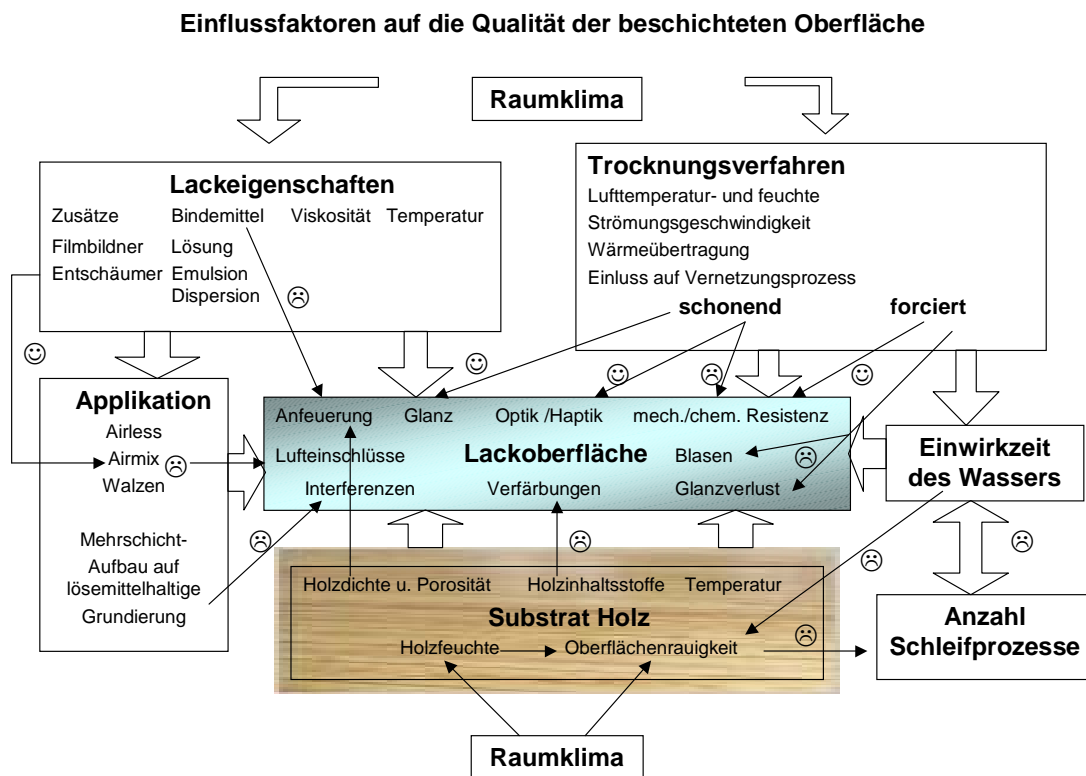 Einflussfaktoren auf die Qualität der beschichteten Oberfläche
Raumklima
Lackeigenschaften
Zusätze Bindemittel Viskosität Temperatur
Filmbildner Lösung
Entschäumer Emulsion
Dispersion
Trocknungsverfahren
Lufttemperatur- und feuchte
Strömungsgeschwindigkeit
Wärmeübertragung
Einluss auf Vernetzungsprozess
schonend forciert
Applikation
Airless
Airmix
Walzen
Mehrschicht-
Aufbau auf
lösemittelhaltige
Grundierung
Anfeuerung Glanz Optik /Haptik mech./chem. Resistenz
Lufteinschlüsse Lackoberfläche Blasen
Interferenzen Verfärbungen Glanzverlust
Einwirkzeit
des Wassers
Holzdichte u. Porosität Holzinhaltsstoffe Temperatur
Substrat Holz
Holzfeuchte Oberflächenrauigkeit
Anzahl
Schleifprozesse
Raumklima